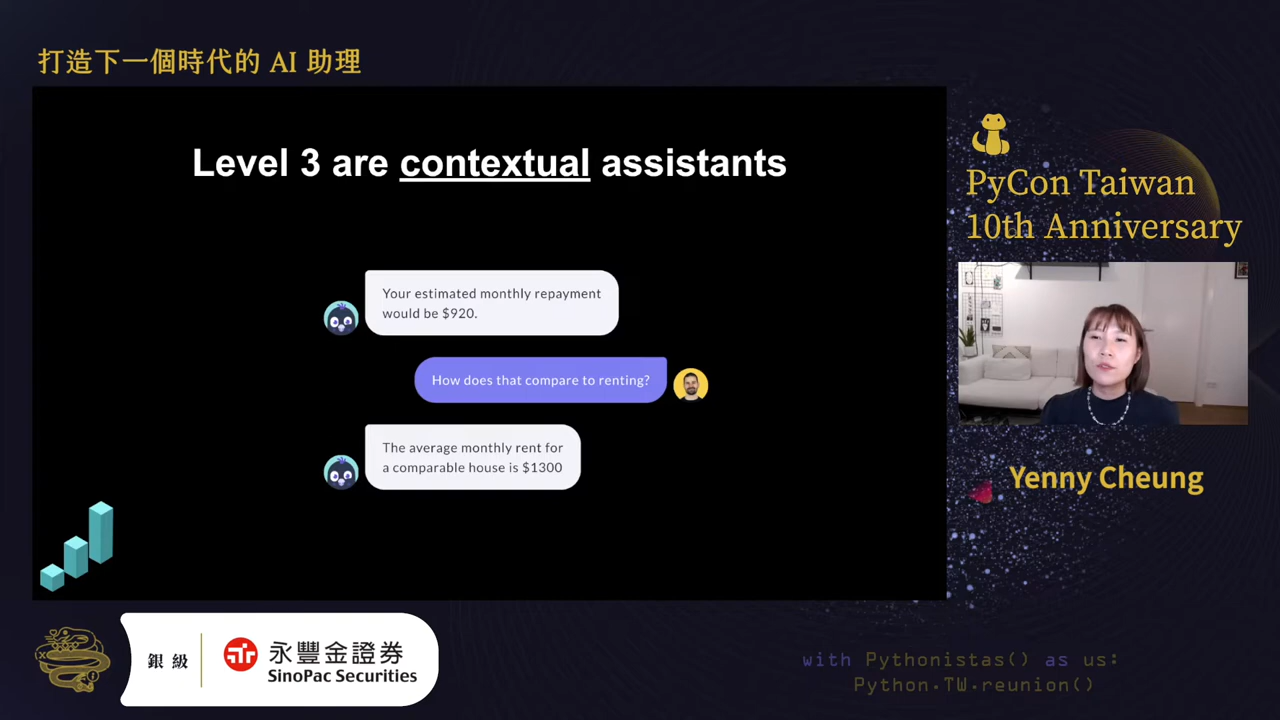 打造下一個時代的 AI 助理
Level 3 are contextual assistants
Your estimated monthly repayment
would be $920.
How does that compare to renting?
The average monthly rent for
a comparable house is $1300
PyCon Taiwan
10th Anniversary
Yenny Cheung
銀級
永豐金證券
SinoPac Securities
with Pythonistas() as us:
Python.TW.reunion()